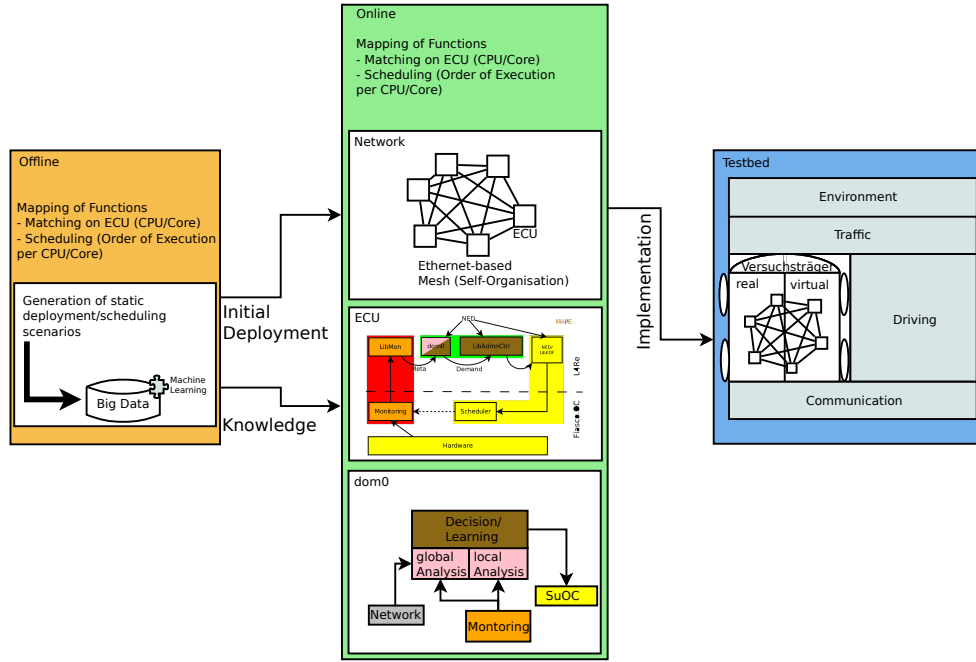 Offline
Mapping of Functions
- Matching on ECU (CPU/Core)
- Scheduling (Order of Execution
per CPU/Core)
Generation of static
deployment/scheduling
scenarios
Big Data
Machine
Learning
Initial
Deployment
Knowledge
Online
Mapping of Functions
- Matching on ECU (CPU/Core)
- Scheduling (Order of Execution
per CPU/Core)
Network
ECU
Ethernet-based
Mesh (Self-Organisation)
ECU
NED
MAPE
LibMon
dom0
LibAdmnCtrl
NED/
Meta
Demand
L4Re
Monitoring
Scheduler
Fiasco.OC
Hardware
dom0
Decision/
Learning
global
Analysis
local
Analysis
Network
Montoring
SuOC
Implementation
Testbed
Environment
Traffic
Versuchsträger
real
virtual
Driving
Communication